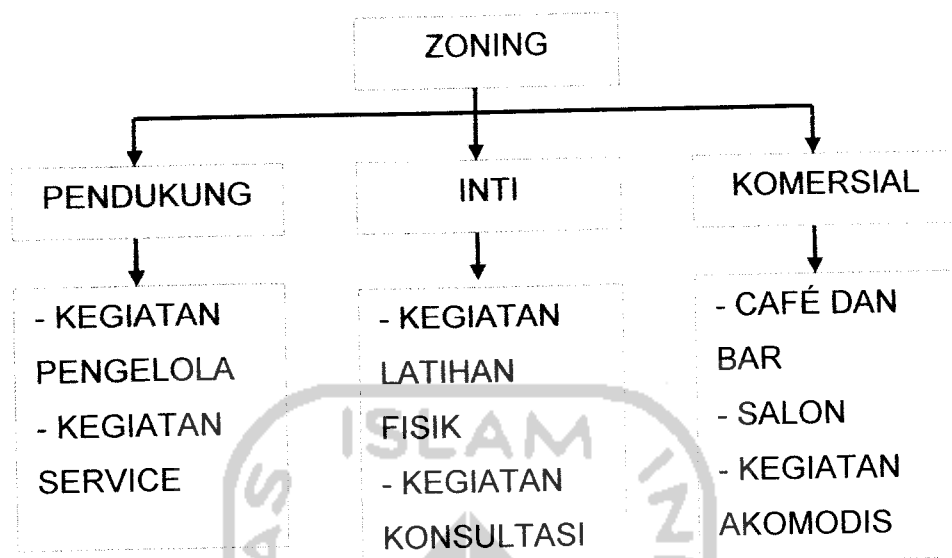 ZONING
PENDUKUNG
INTI
KOMERSIAL
- KEGIATAN
PENGELOLA
- KEGIATAN
SERVICE
- KEGIATAN
LATIHAN
FISIK
- KEGIATAN
KONSULTASI
- CAFÉ DAN
BAR
- SALON
- KEGIATAN
AKOMODIS
ISLAM